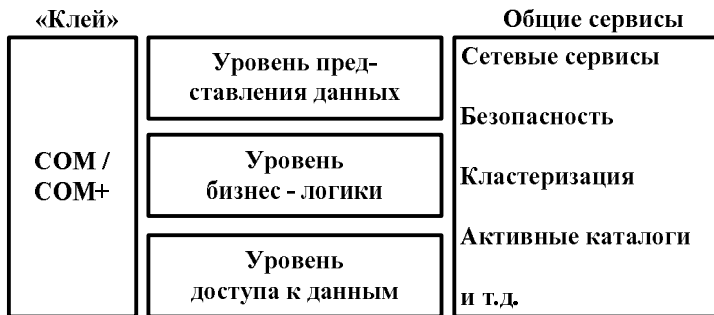 «Клей»
Общие сервисы
COM /
COM+
Уровень пред-
ставления данных
Уровень
бизнес - логики
Уровень
доступа к данным
Сетевые сервисы
Безопасность
Кластеризация
Активные каталоги
и т.д.